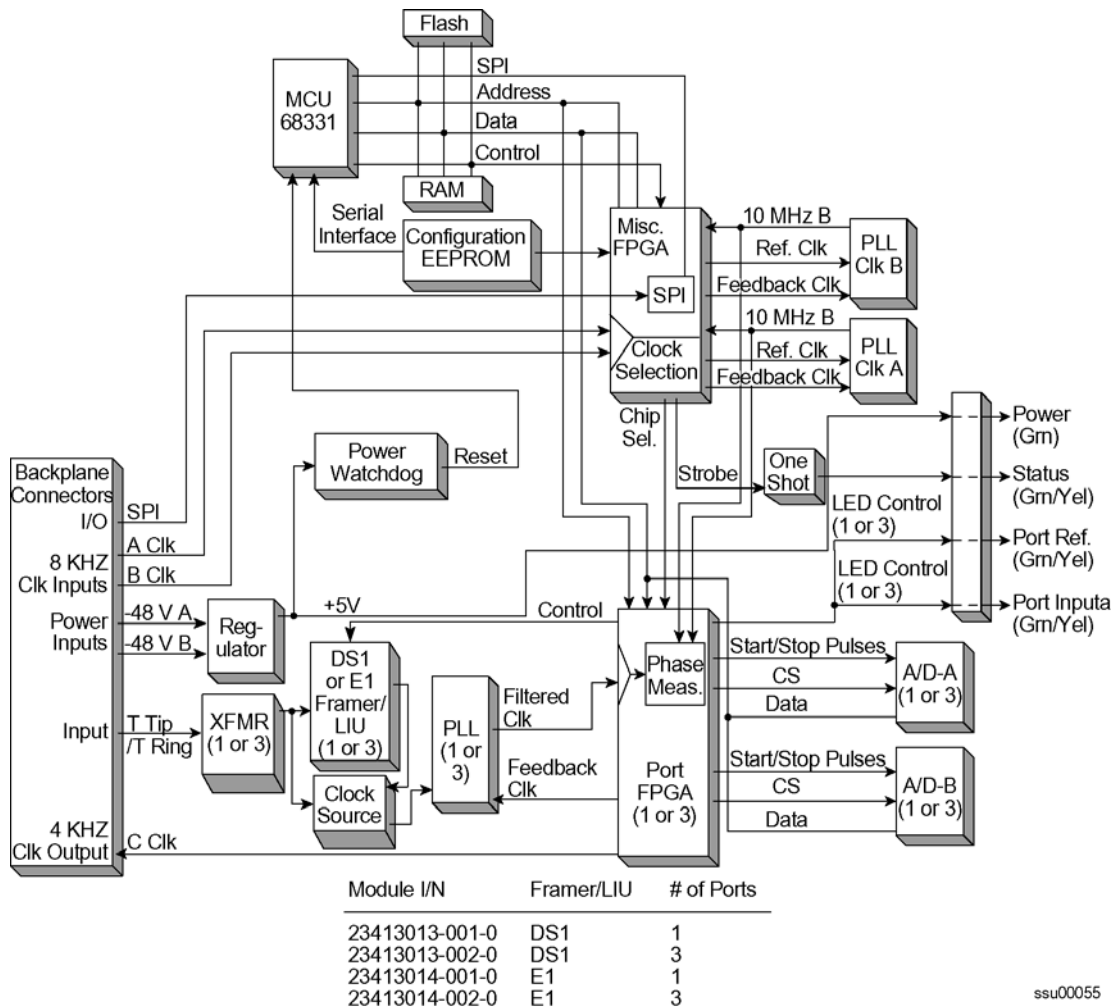 Flash
SPI
MCU
68331
Address
Data
Control
RAM
Serial
Interface
Configuration
EEPROM
Misc.
FPGA
SPI
Clock
Selection
10 MHz B
Ref. Clk
Feedback Clk
PLL
Clk B
10 MHz B
Ref. Clk
Feedback Clk
PLL
Clk A
Chip
Sel.
Strobe
One
Shot
Power
(Grn)
Status
(Grn/Yel)
LED Control
(1 or 3)
Port Ref.
(Grn/Yel)
LED Control
(1 or 3)
Port Inputa
(Grn/Yel)
Power
Watchdog
Reset
Backplane
Connectors
I/O
SPI
8 KHZ
Clk Inputs
A Clk
B Clk
Power
Inputs
-48 V A
-48 V B
Reg-
ulator
+5V
Control
Input
T Tip
/T Ring
XFMR
(1 or 3)
DS1
or E1
Framer/
LIU
(1 or 3)
Clock
Source
PLL
(1 or
3)
Filtered
Clk
Feedback
Clk
Phase
Meas.
Port
FPGA
(1 or 3)
Start/Stop Pulses
CS
Data
A/D-A
(1 or 3)
Start/Stop Pulses
CS
Data
A/D-B
(1 or 3)
4 KHZ
Clk Output
C Clk
Module I/N Framer/LIU # of Ports
23413013-001-0 DS1 1
23413013-002-0 DS1 3
23413014-001-0 E1 1
23413014-002-0 E1 3
ssu00055